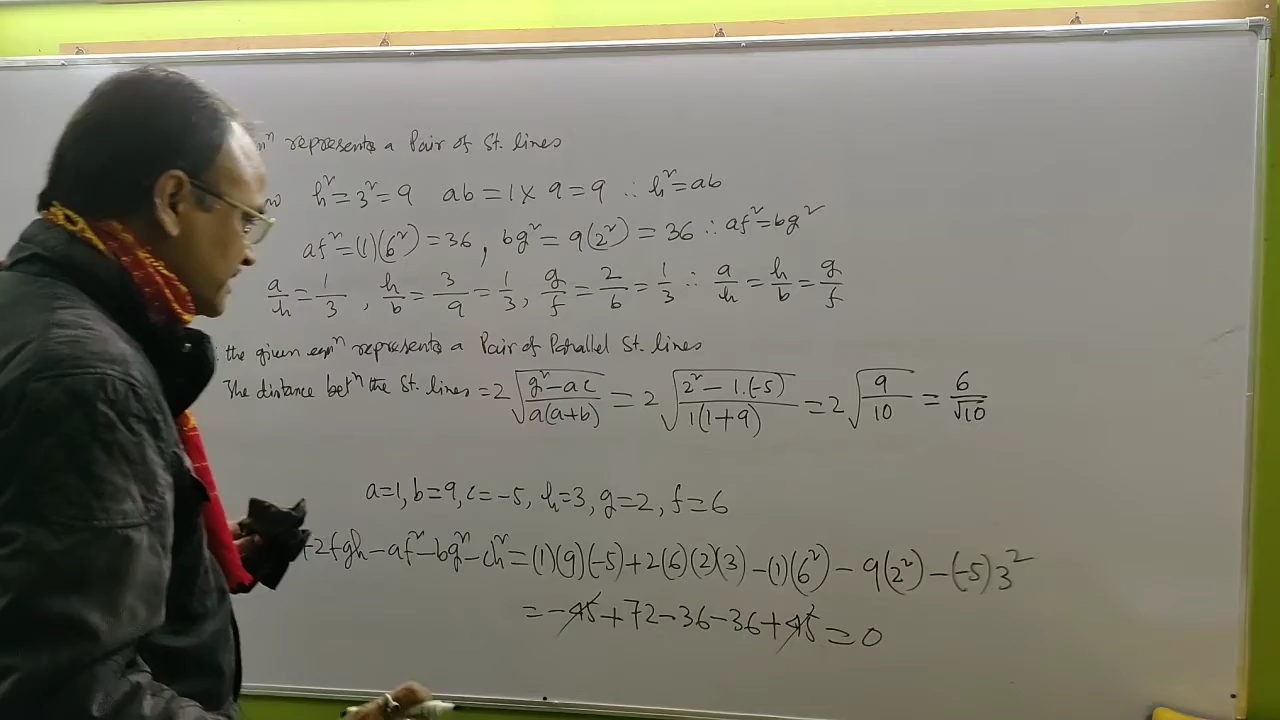 represents a Pair of St. lines
h² = 3² = 9 ab = 1 × 9 = 9 ∴ h² = ab
af² = (1)(6²) = 36, bg² = 9(2²) = 36 ∴ af² = bg²
a/h = 1/3, h/b = 3/9 = 1/3, g/f = 2/6 = 1/3 ∴ a/h = h/b = g/f
the given eqⁿ represents a Pair of Parallel St. lines
The distance betⁿ the St. lines = 2√((g²-ac)/(a(a+b))) = 2√((2²-1.(-5))/(1(1+9))) = 2√(9/10) = 6/√10
a=1, b=9, c=-5, h=3, g=2, f=6
+2fgh-af²-bg²-ch² = (1)(9)(-5)+2(6)(2)(3)-(1)(6²)-9(2²)-(-5)3²
= -45+72-36-36+45 = 0